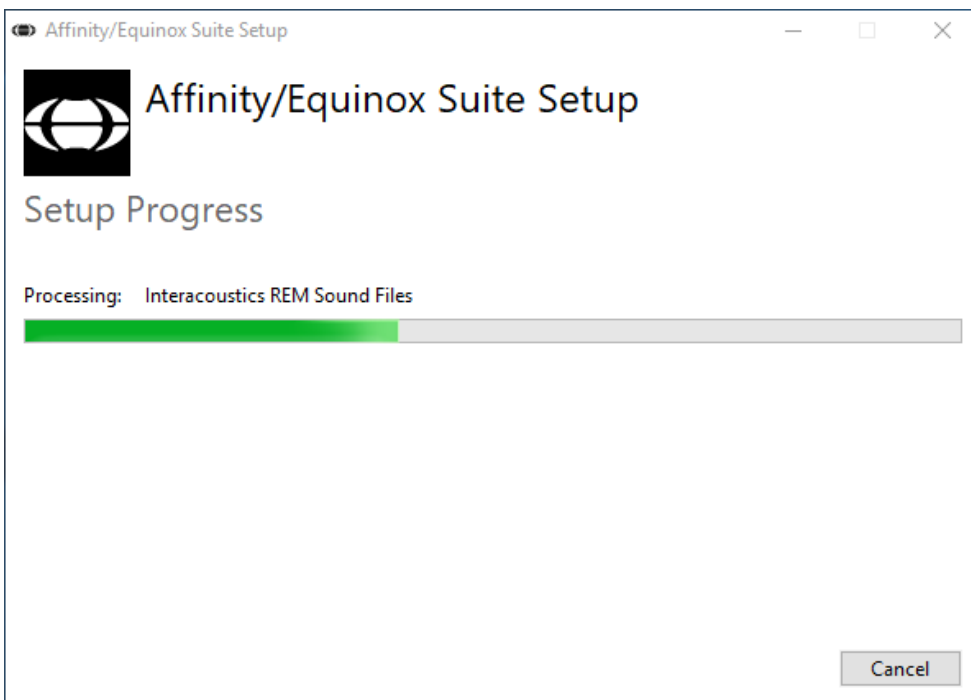 Affinity/Equinox Suite Setup
Affinity/Equinox Suite Setup
Setup Progress
Processing: Interacoustics REM Sound Files
Cancel